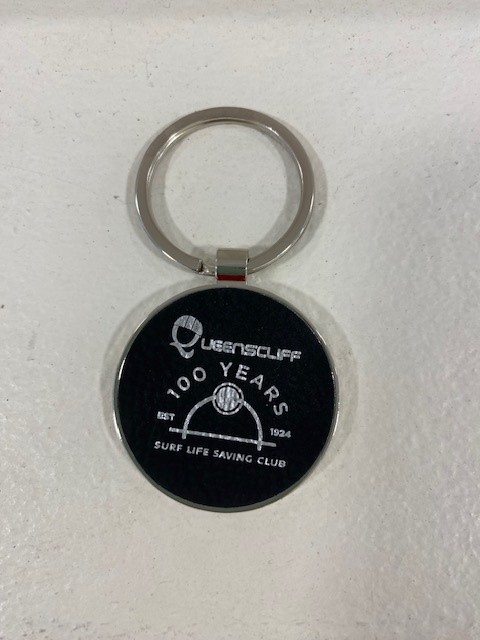 QUEENSCLIFF
100 YEARS
EST 1924
SURF LIFE SAVING CLUB